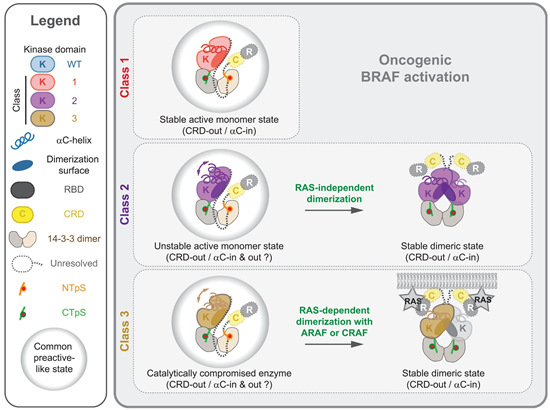 Legend
Kinase domain
K WT
Class
K 1
K 2
K 3
αC-helix
Dimerization
surface
RBD
C CRD
14-3-3 dimer
Unresolved
NTpS
CTpS
Common
preactive-
like state
Oncogenic
BRAF activation
Class 1
K C R
Stable active monomer state
(CRD-out / αC-in)
Class 2
K C R
Unstable active monomer state
(CRD-out / αC-in & out ?)
RAS-independent
dimerization
R C C R
K K
Stable dimeric state
(CRD-out / αC-in)
Class 3
K C R
Catalytically compromised enzyme
(CRD-out / αC-in & out ?)
RAS-dependent
dimerization with
ARAF or CRAF
RAS RAS
R C C R
K K
Stable dimeric state
(CRD-out / αC-in)